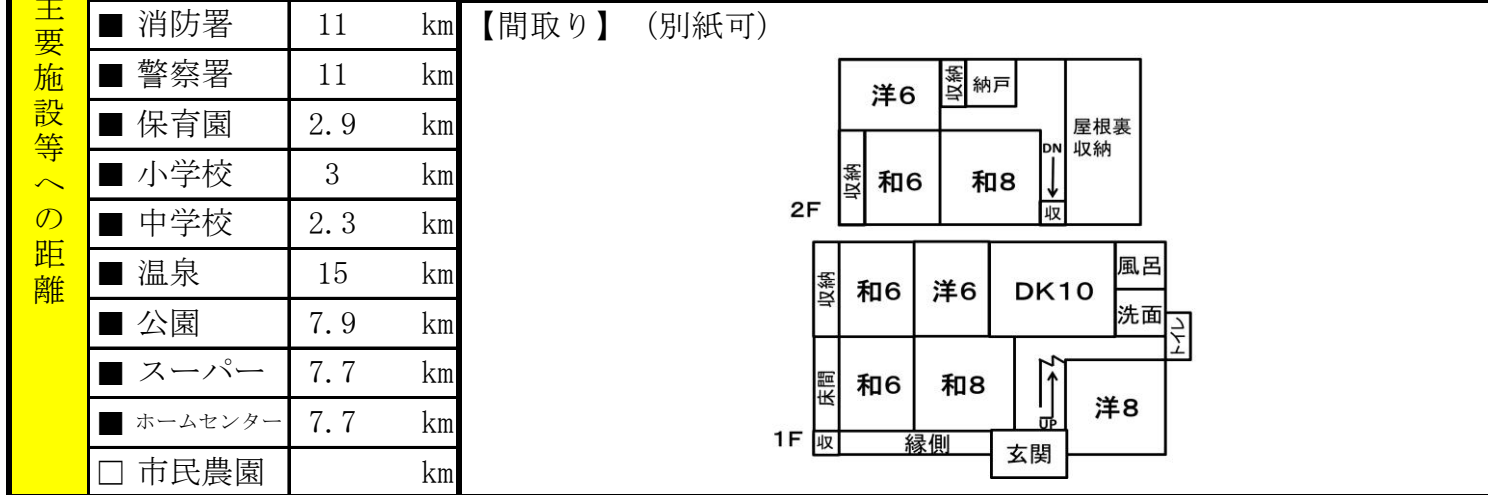 主要施設等への距離
■ 消防署 11 km
■ 警察署 11 km
■ 保育園 2.9 km
■ 小学校 3 km
■ 中学校 2.3 km
■ 温泉 15 km
■ 公園 7.9 km
■ スーパー 7.7 km
■ ホームセンター 7.7 km
□ 市民農園 km
【間取り】（別紙可）
洋6
収納
納戸
屋根裏
収納
収納
和6
和8
DN
収
2F
収納
和6
洋6
DK10
風呂
洗面
トイレ
床間
和6
和8
UP
洋8
1F
収
縁側
玄関